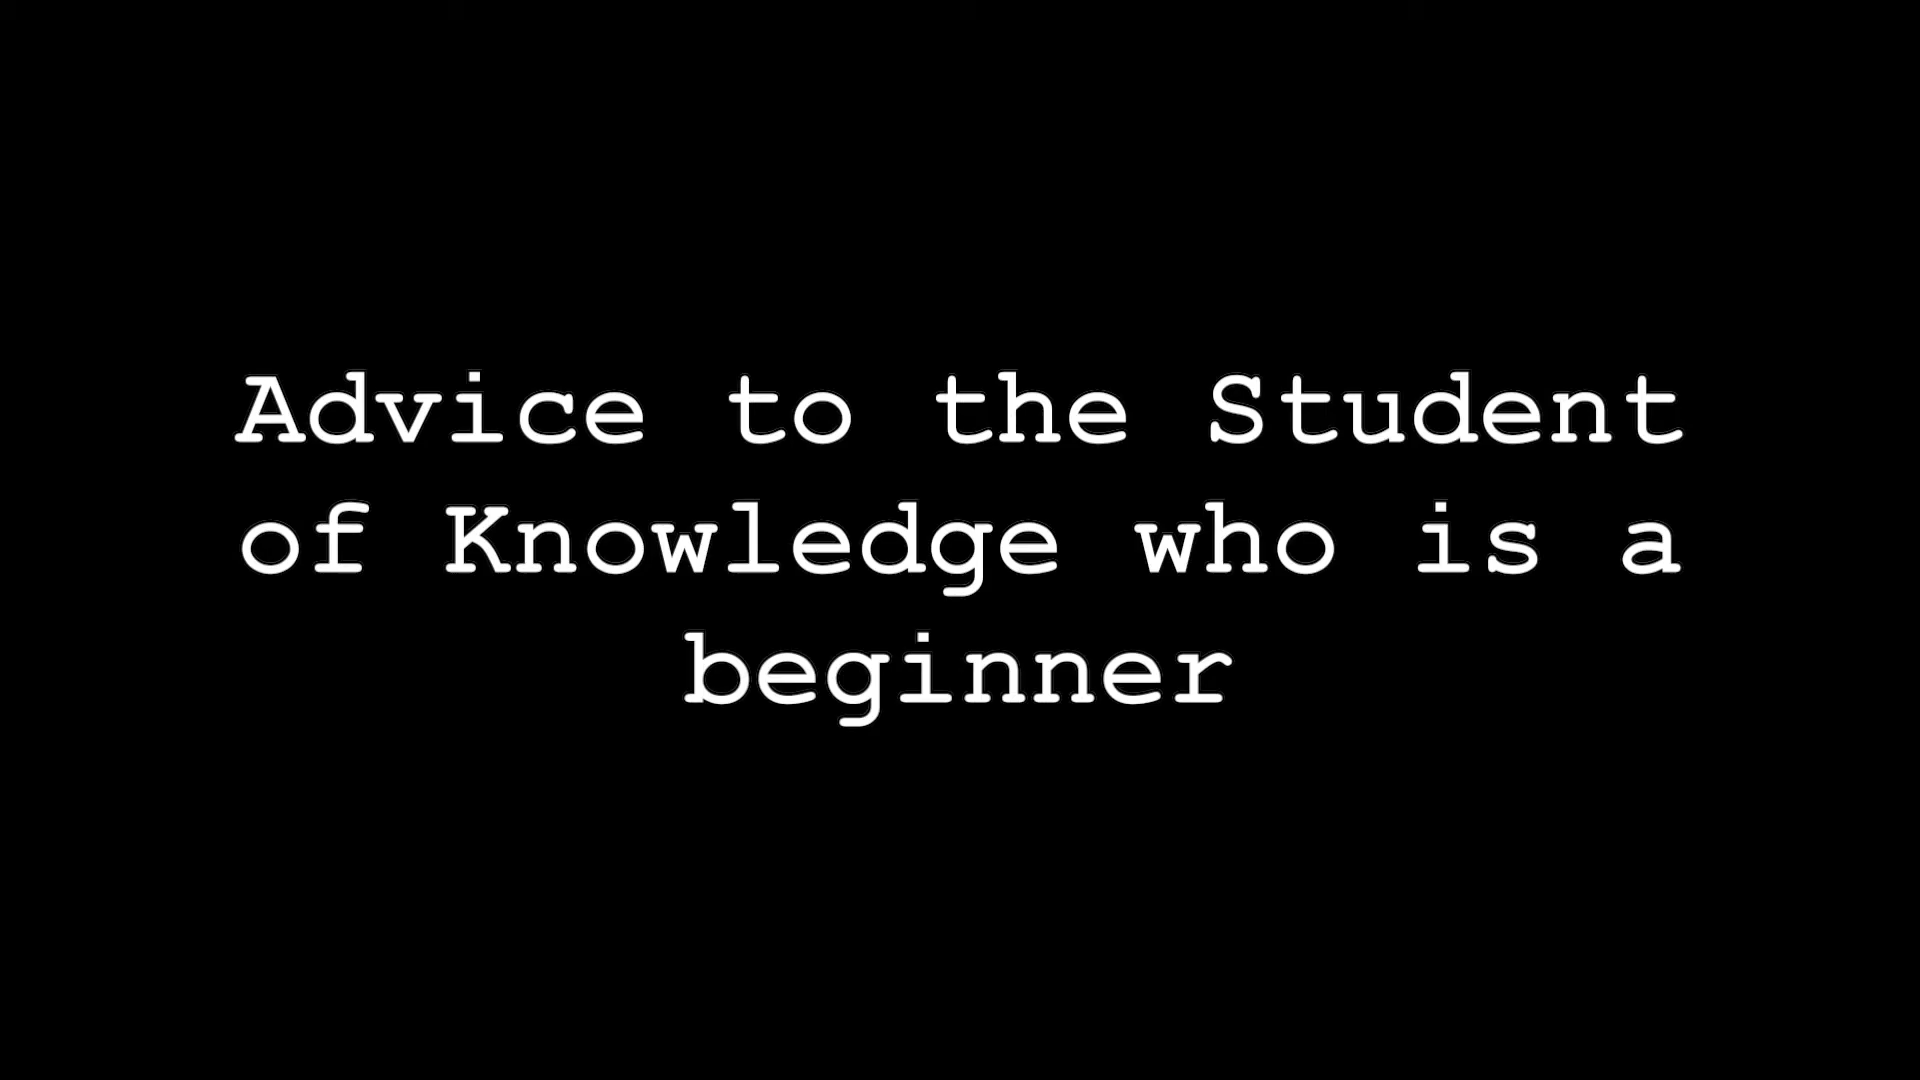 Advice to the Student
of Knowledge who is a
beginner